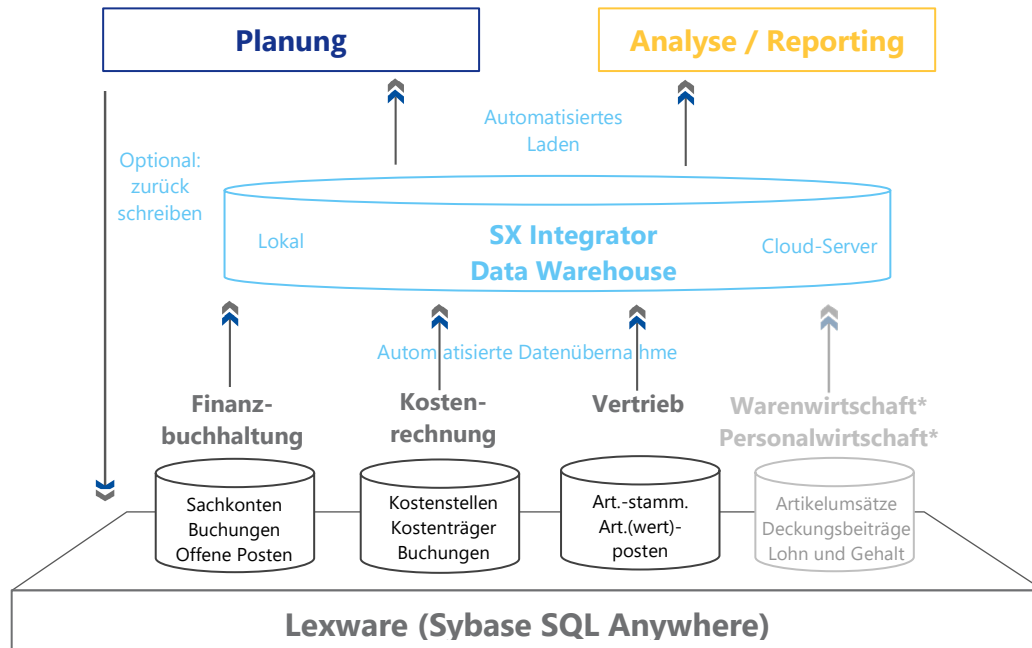 Planung
Analyse / Reporting
Automatisiertes
Laden
Optional:
zurück
schreiben
Lokal
SX Integrator
Data Warehouse
Cloud-Server
Automatisierte Datenübernahme
Finanz-
buchhaltung
Kosten-
rechnung
Vertrieb
Warenwirtschaft*
Personalwirtschaft*
Sachkonten
Buchungen
Offene Posten
Kostenstellen
Kostenträger
Buchungen
Art.-stamm.
Art.(wert)-
posten
Artikelumsätze
Deckungsbeiträge
Lohn und Gehalt
Lexware (Sybase SQL Anywhere)